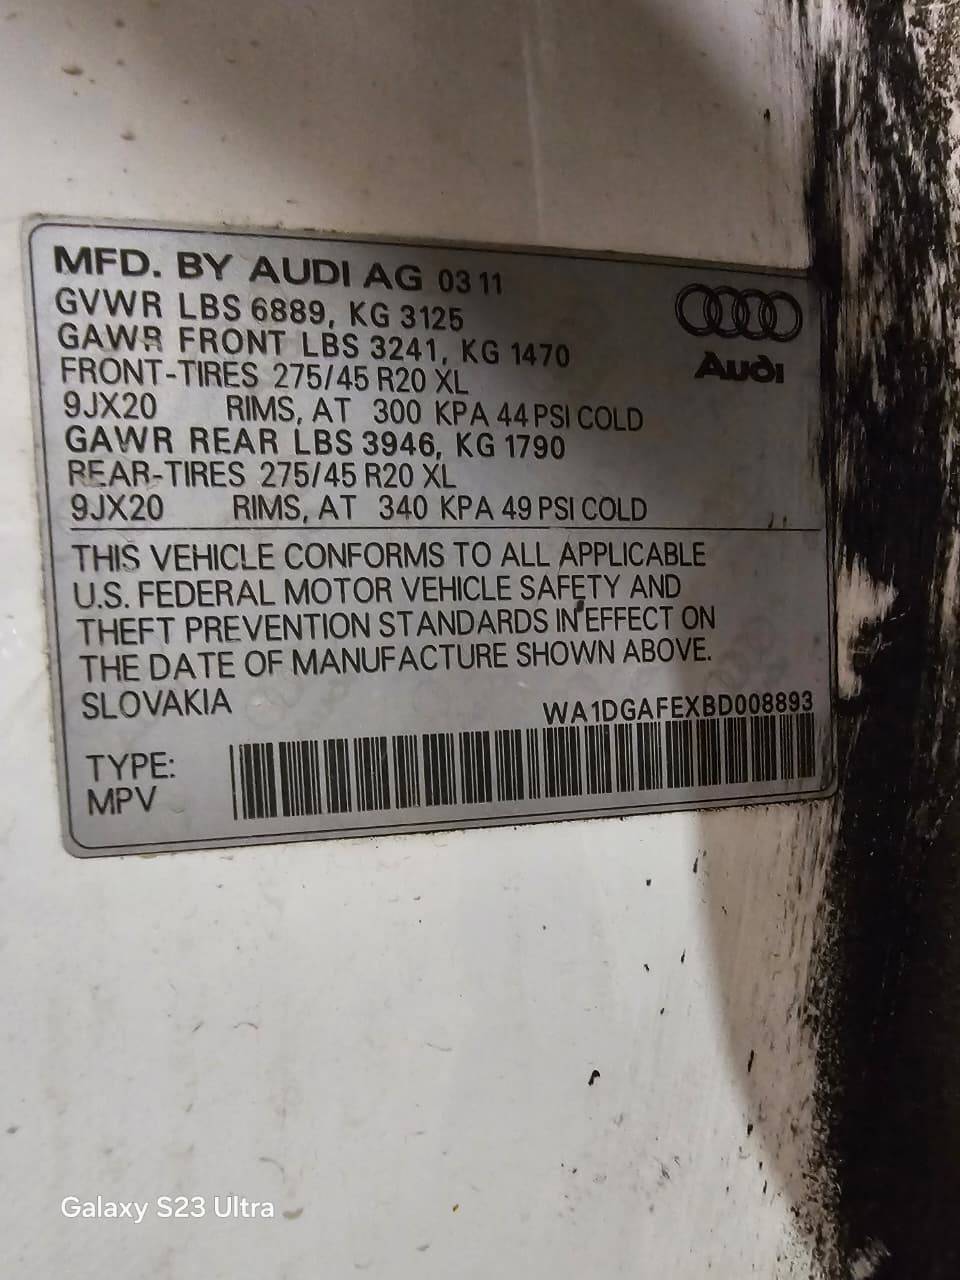 MFD. BY AUDI AG 03 11
GVWR LBS 6889, KG 3125
GAWR FRONT LBS 3241, KG 1470
FRONT-TIRES 275/45 R20 XL
9JX20 RIMS, AT 300 KPA 44 PSI COLD
GAWR REAR LBS 3946, KG 1790
REAR-TIRES 275/45 R20 XL
9JX20 RIMS, AT 340 KPA 49 PSI COLD
Audi
THIS VEHICLE CONFORMS TO ALL APPLICABLE
U.S. FEDERAL MOTOR VEHICLE SAFETY AND
THEFT PREVENTION STANDARDS IN EFFECT ON
THE DATE OF MANUFACTURE SHOWN ABOVE.
SLOVAKIA
WA1DGAFEXBD008893
TYPE:
MPV
Galaxy S23 Ultra